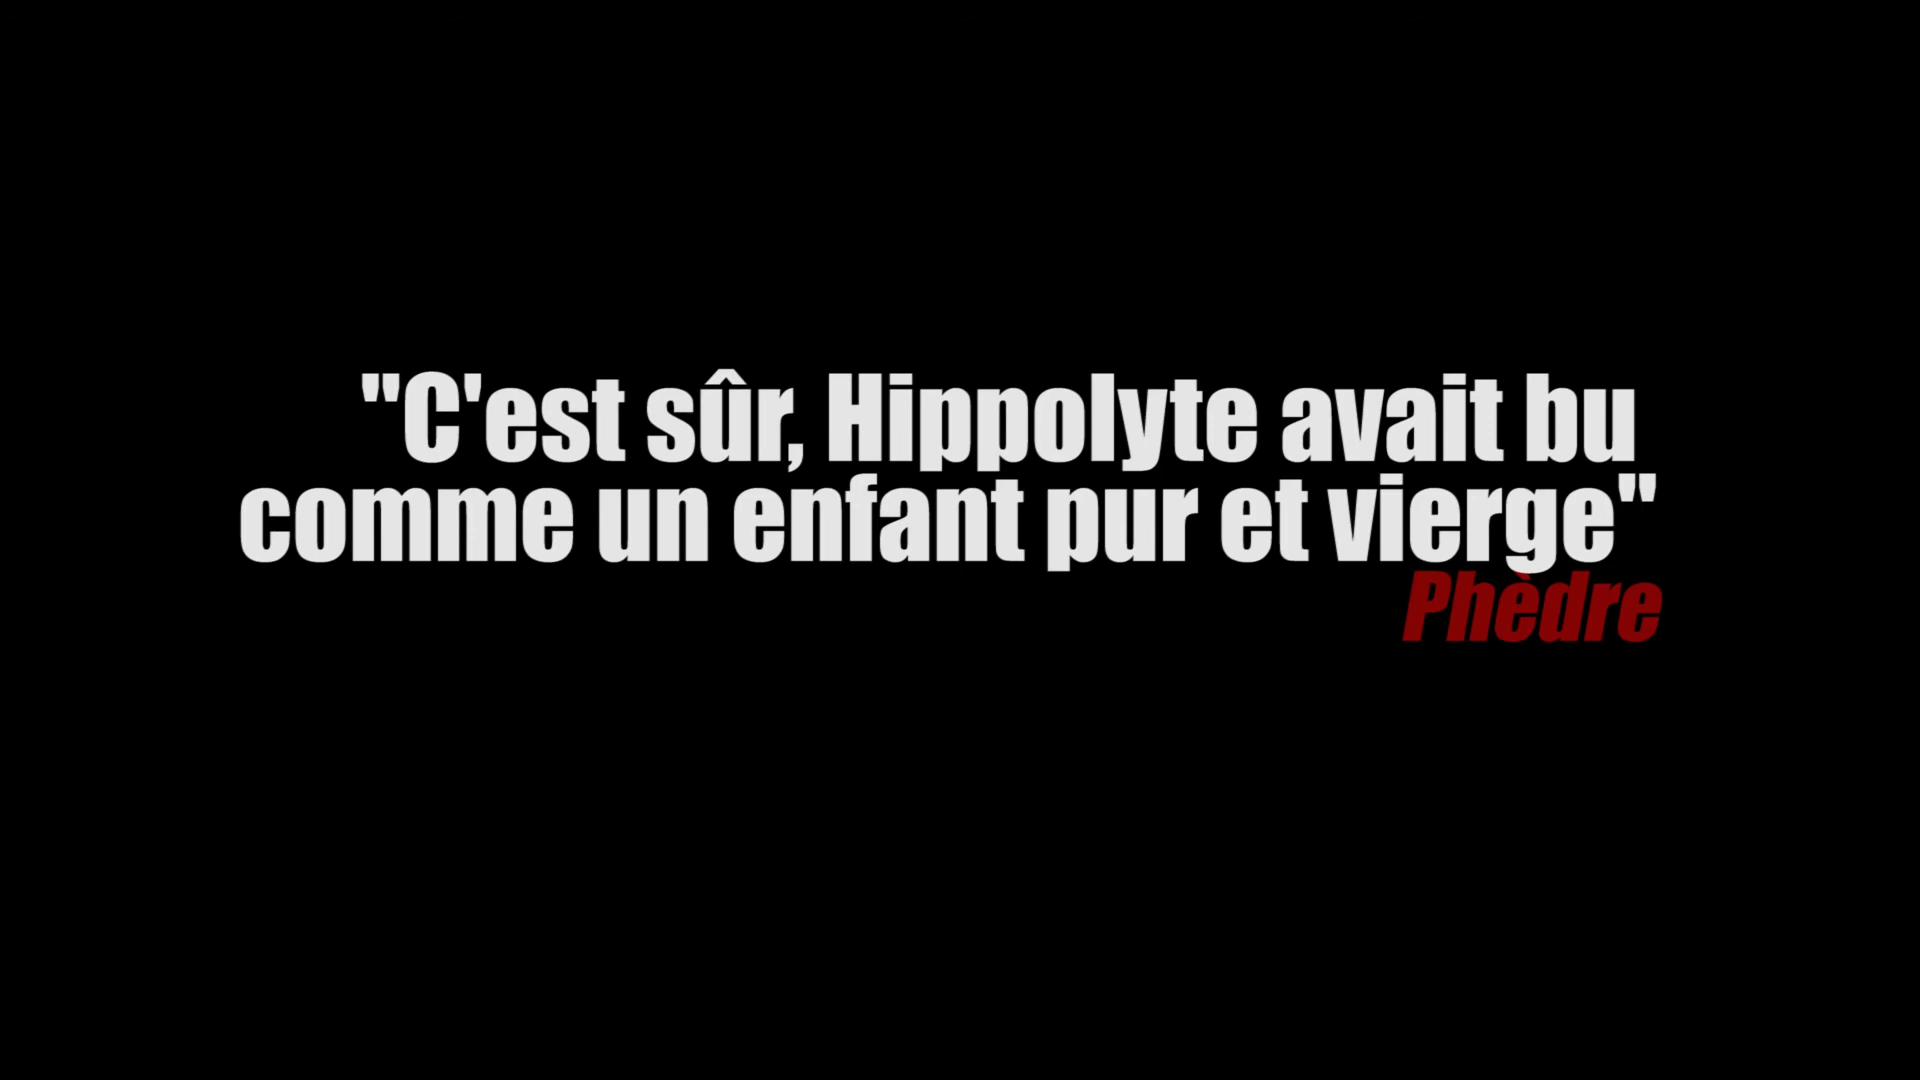 "C'est sûr, Hippolyte avait bu
comme un enfant pur et vierge"
Phèdre